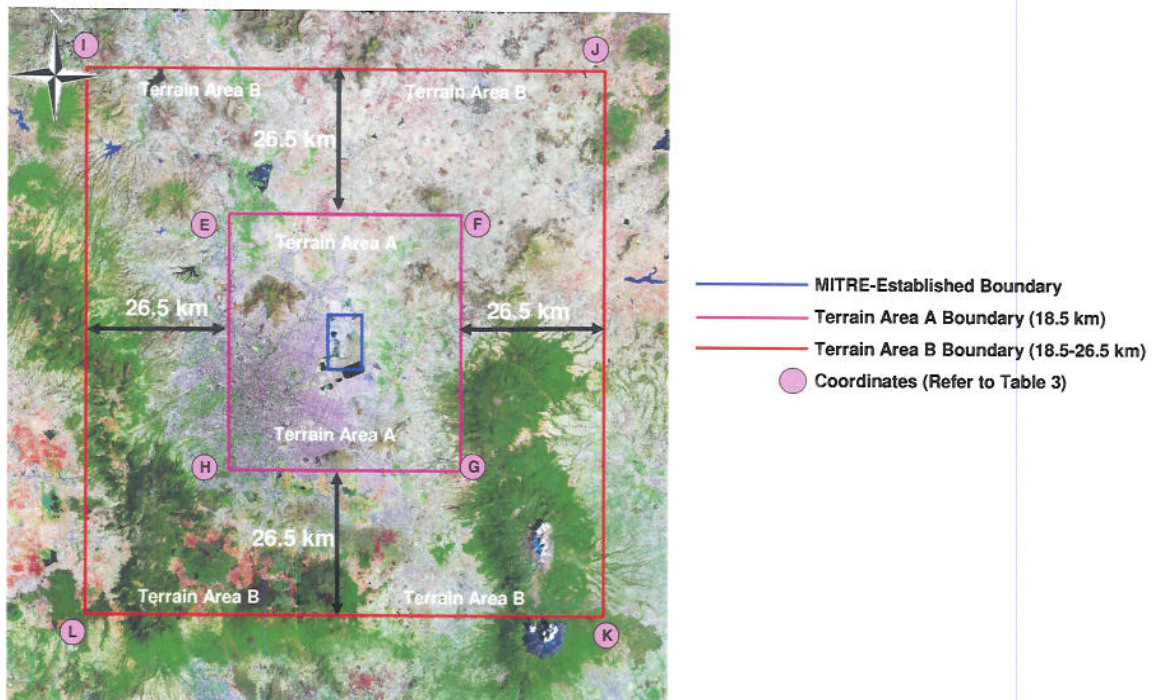 I
J
Terrain Area B
Terrain Area B
26.5 km
E
F
Terrain Area A
26.5 km
26.5 km
Terrain Area A
H
G
26.5 km
Terrain Area B
Terrain Area B
L
K
MITRE-Established Boundary
Terrain Area A Boundary (18.5 km)
Terrain Area B Boundary (18.5-26.5 km)
Coordinates (Refer to Table 3)